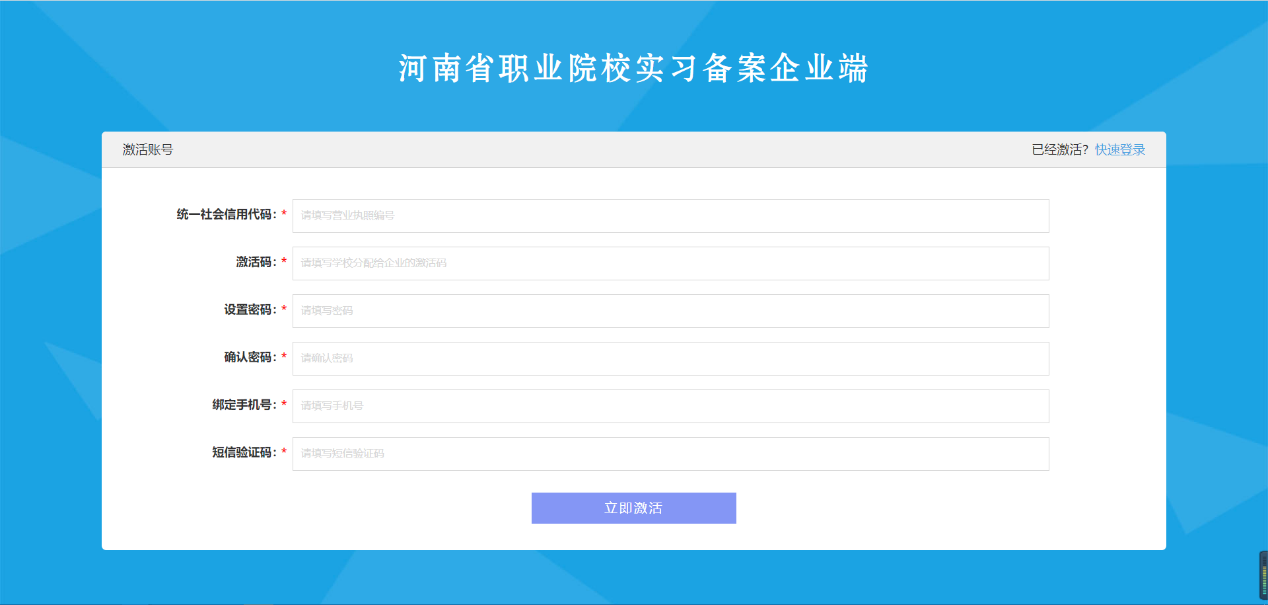 河南省职业院校实习备案企业端
激活账号
已经激活？快速登录
统一社会信用代码：* 请填写营业执照编号
激活码：* 请填写学校分配给企业的激活码
设置密码：* 请填写密码
确认密码：* 请确认密码
绑定手机号：* 请填写手机号
短信验证码：* 请填写短信验证码
立即激活